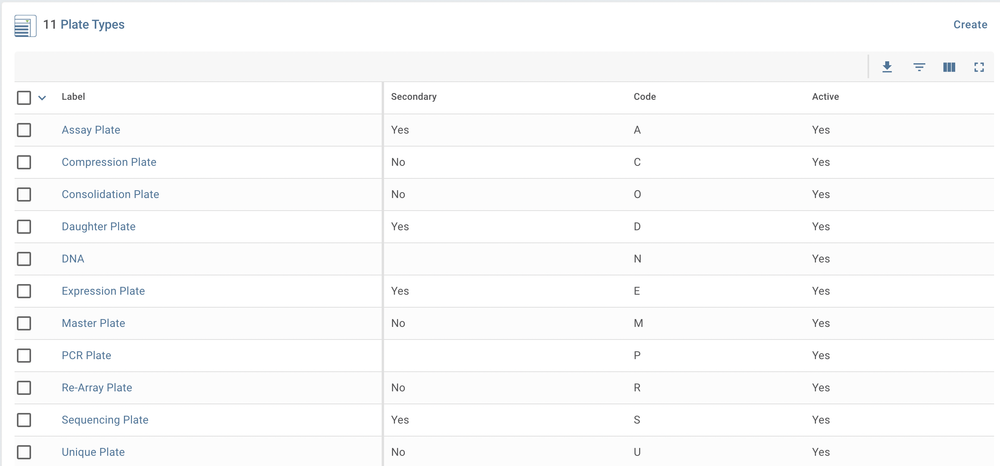 11 Plate Types
Create
Label Secondary Code Active
Assay Plate Yes A Yes
Compression Plate No C Yes
Consolidation Plate No O Yes
Daughter Plate Yes D Yes
DNA N Yes
Expression Plate Yes E Yes
Master Plate No M Yes
PCR Plate P Yes
Re-Array Plate No R Yes
Sequencing Plate Yes S Yes
Unique Plate No U Yes